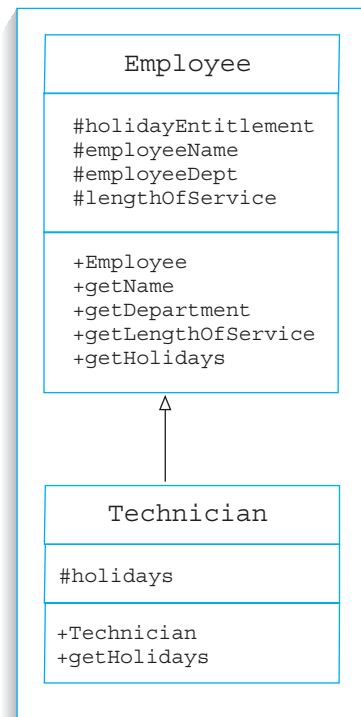 Employee
#holidayEntitlement
#employeeName
#employeeDept
#lengthOfService
+Employee
+getName
+getDepartment
+getLengthOfService
+getHolidays
Technician
#holidays
+Technician
+getHolidays